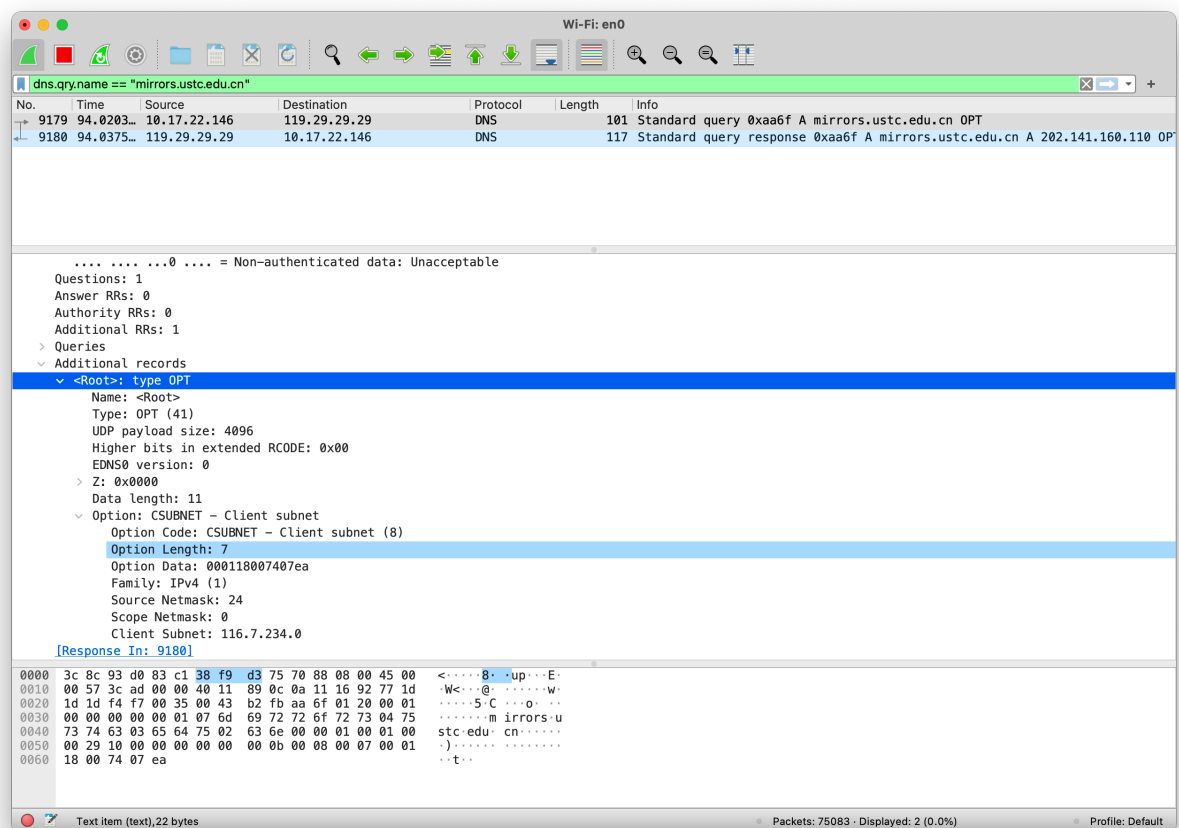 Wi-Fi: en0
dns.qry.name == "mirrors.ustc.edu.cn"
No. Time Source Destination Protocol Length Info
9179 94.0203… 10.17.22.146 119.29.29.29 DNS 101 Standard query 0xaa6f A mirrors.ustc.edu.cn OPT
9180 94.0375… 119.29.29.29 10.17.22.146 DNS 117 Standard query response 0xaa6f A mirrors.ustc.edu.cn A 202.141.160.110 OP
.... .... ...0 .... = Non-authenticated data: Unacceptable
Questions: 1
Answer RRs: 0
Authority RRs: 0
Additional RRs: 1
Queries
Additional records
<Root>: type OPT
Name: <Root>
Type: OPT (41)
UDP payload size: 4096
Higher bits in extended RCODE: 0x00
EDNS0 version: 0
Z: 0x0000
Data length: 11
Option: CSUBNET – Client subnet
Option Code: CSUBNET – Client subnet (8)
Option Length: 7
Option Data: 000118007407ea
Family: IPv4 (1)
Source Netmask: 24
Scope Netmask: 0
Client Subnet: 116.7.234.0
[Response In: 9180]
0000 3c 8c 93 d0 83 c1 38 f9 d3 75 70 88 08 00 45 00 <·····8· ·up···E·
0010 00 57 3c ad 00 00 40 11 89 0c 0a 11 16 92 77 1d ·W<···@· ······w·
0020 1d 1d f4 f7 00 35 00 43 b2 fb aa 6f 01 20 00 01 ·····5·C ···o· ··
0030 00 00 00 00 00 01 07 6d 69 72 72 6f 72 73 04 75 ·······m irrors·u
0040 73 74 63 03 65 64 75 02 63 6e 00 00 01 00 01 00 stc·edu· cn······
0050 00 29 10 00 00 00 00 00 00 0b 00 08 00 07 00 01 ·)······ ········
0060 18 00 74 07 ea ··t··
Text item (text), 22 bytes Packets: 75083 · Displayed: 2 (0.0%) Profile: Default